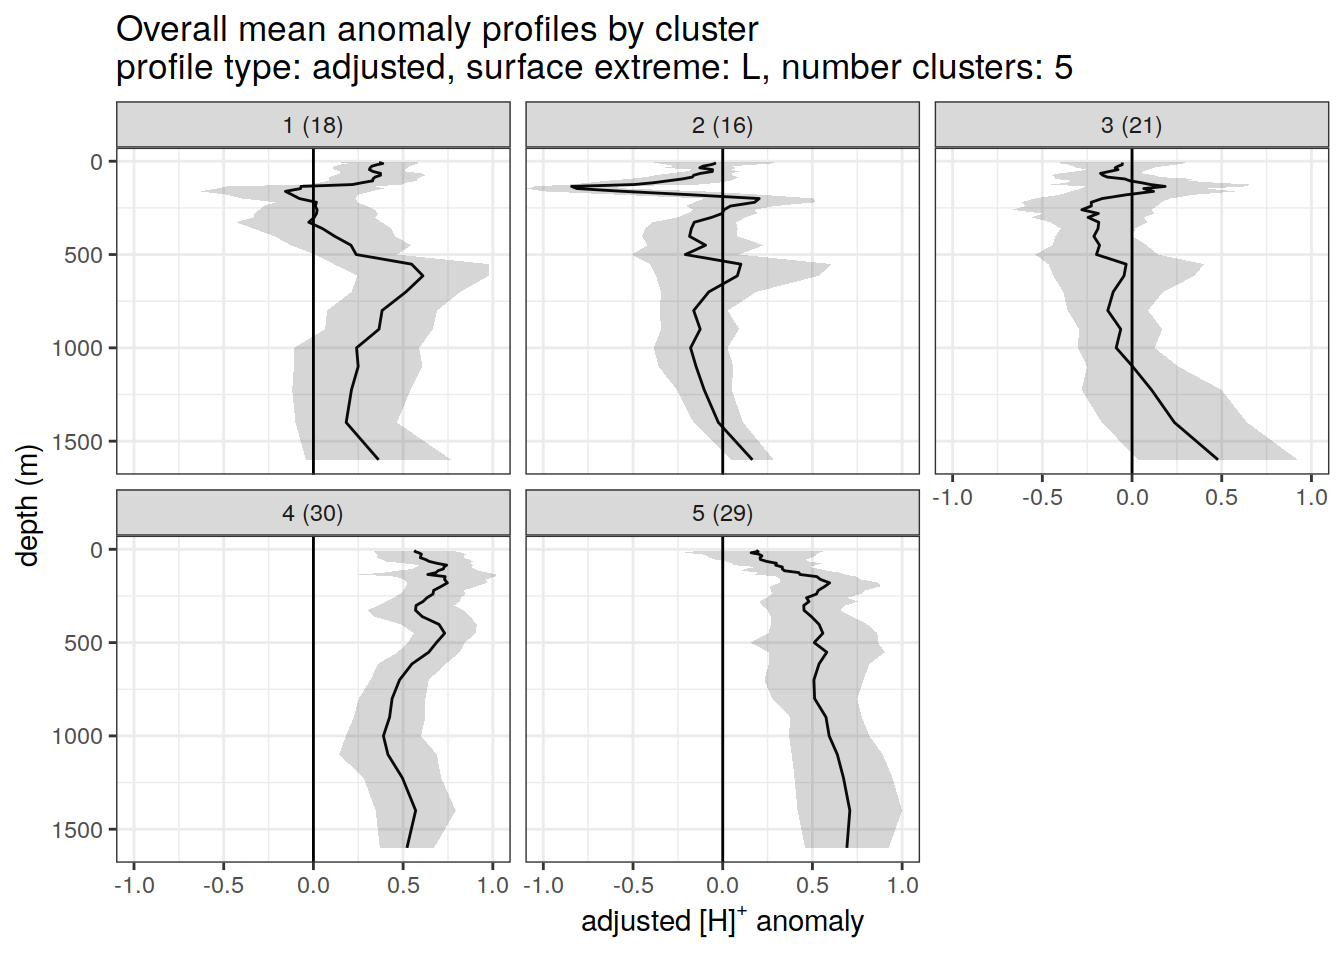 Overall mean anomaly profiles by cluster
profile type: adjusted, surface extreme: L, number clusters: 5
1 (18)
2 (16)
3 (21)
0
500
1000
1500
-1.0 -0.5 0.0 0.5 1.0
4 (30)
5 (29)
0
500
1000
1500
-1.0 -0.5 0.0 0.5 1.0
-1.0 -0.5 0.0 0.5 1.0
depth (m)
adjusted [H]⁺ anomaly